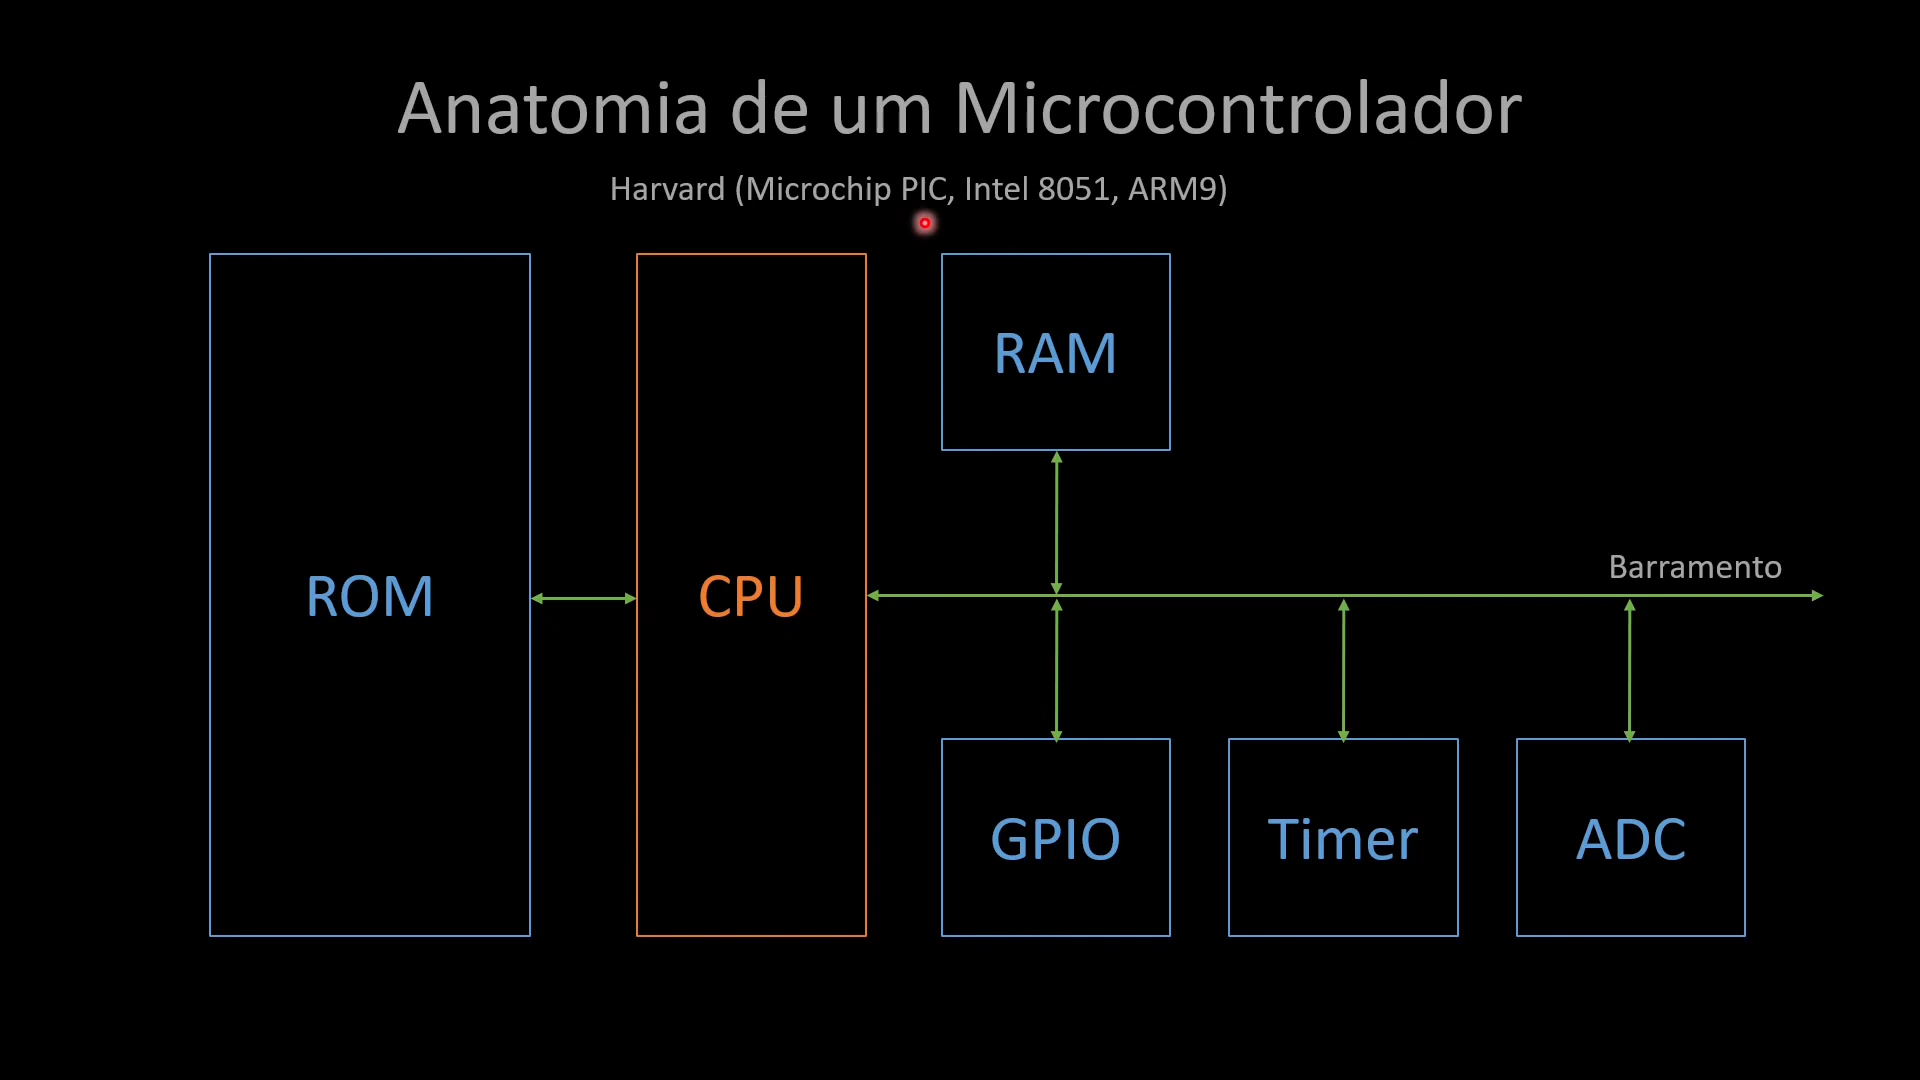 Anatomia de um Microcontrolador
Harvard (Microchip PIC, Intel 8051, ARM9)
RAM
Barramento
ROM
CPU
GPIO
Timer
ADC